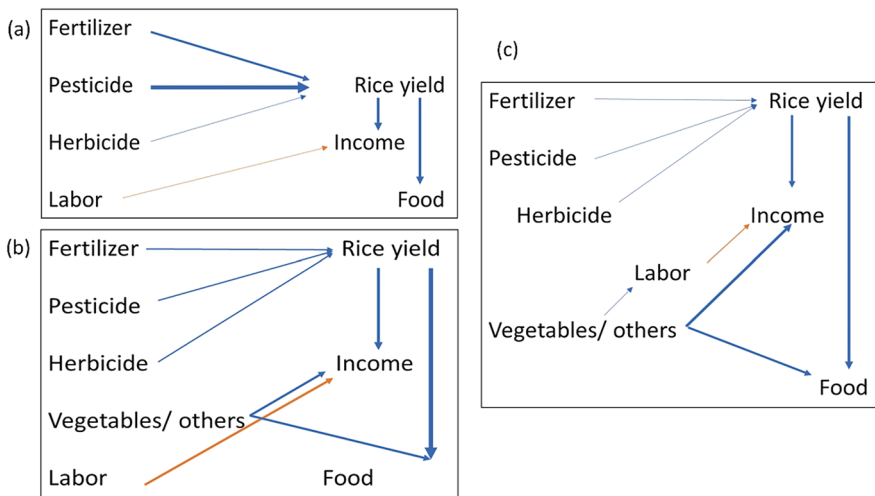 (a)
Fertilizer
Pesticide
Rice yield
Herbicide
Income
Labor
Food
(b)
Fertilizer
Rice yield
Pesticide
Herbicide
Income
Vegetables/ others
Labor
Food
(c)
Fertilizer
Rice yield
Pesticide
Herbicide
Income
Labor
Vegetables/ others
Food